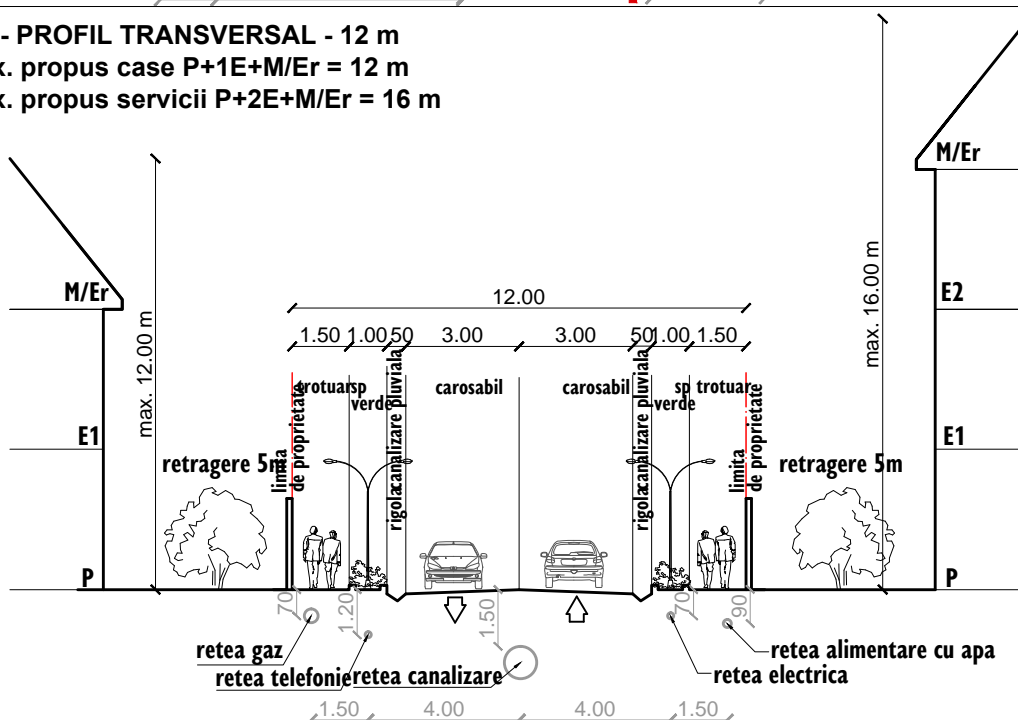 - PROFIL TRANSVERSAL - 12 m
x. propus case P+1E+M/Er = 12 m
x. propus servicii P+2E+M/Er = 16 m
M/Er
E1
P
max. 12.00 m
retragere 5m
12.00
1.50 1.00 50 3.00 3.00 50 1.00 1.50
limita
de proprietate
trotuar
sp
verde
rigola
canalizare pluviala
carosabil
carosabil
rigola
canalizare pluviala
sp
verde
trotuar
limita
de proprietate
retragere 5m
max. 16.00 m
M/Er
E2
E1
P
70
1.20
1.50
70
90
retea gaz
retea telefonie
retea canalizare
retea electrica
retea alimentare cu apa
1.50 4.00 4.00 1.50